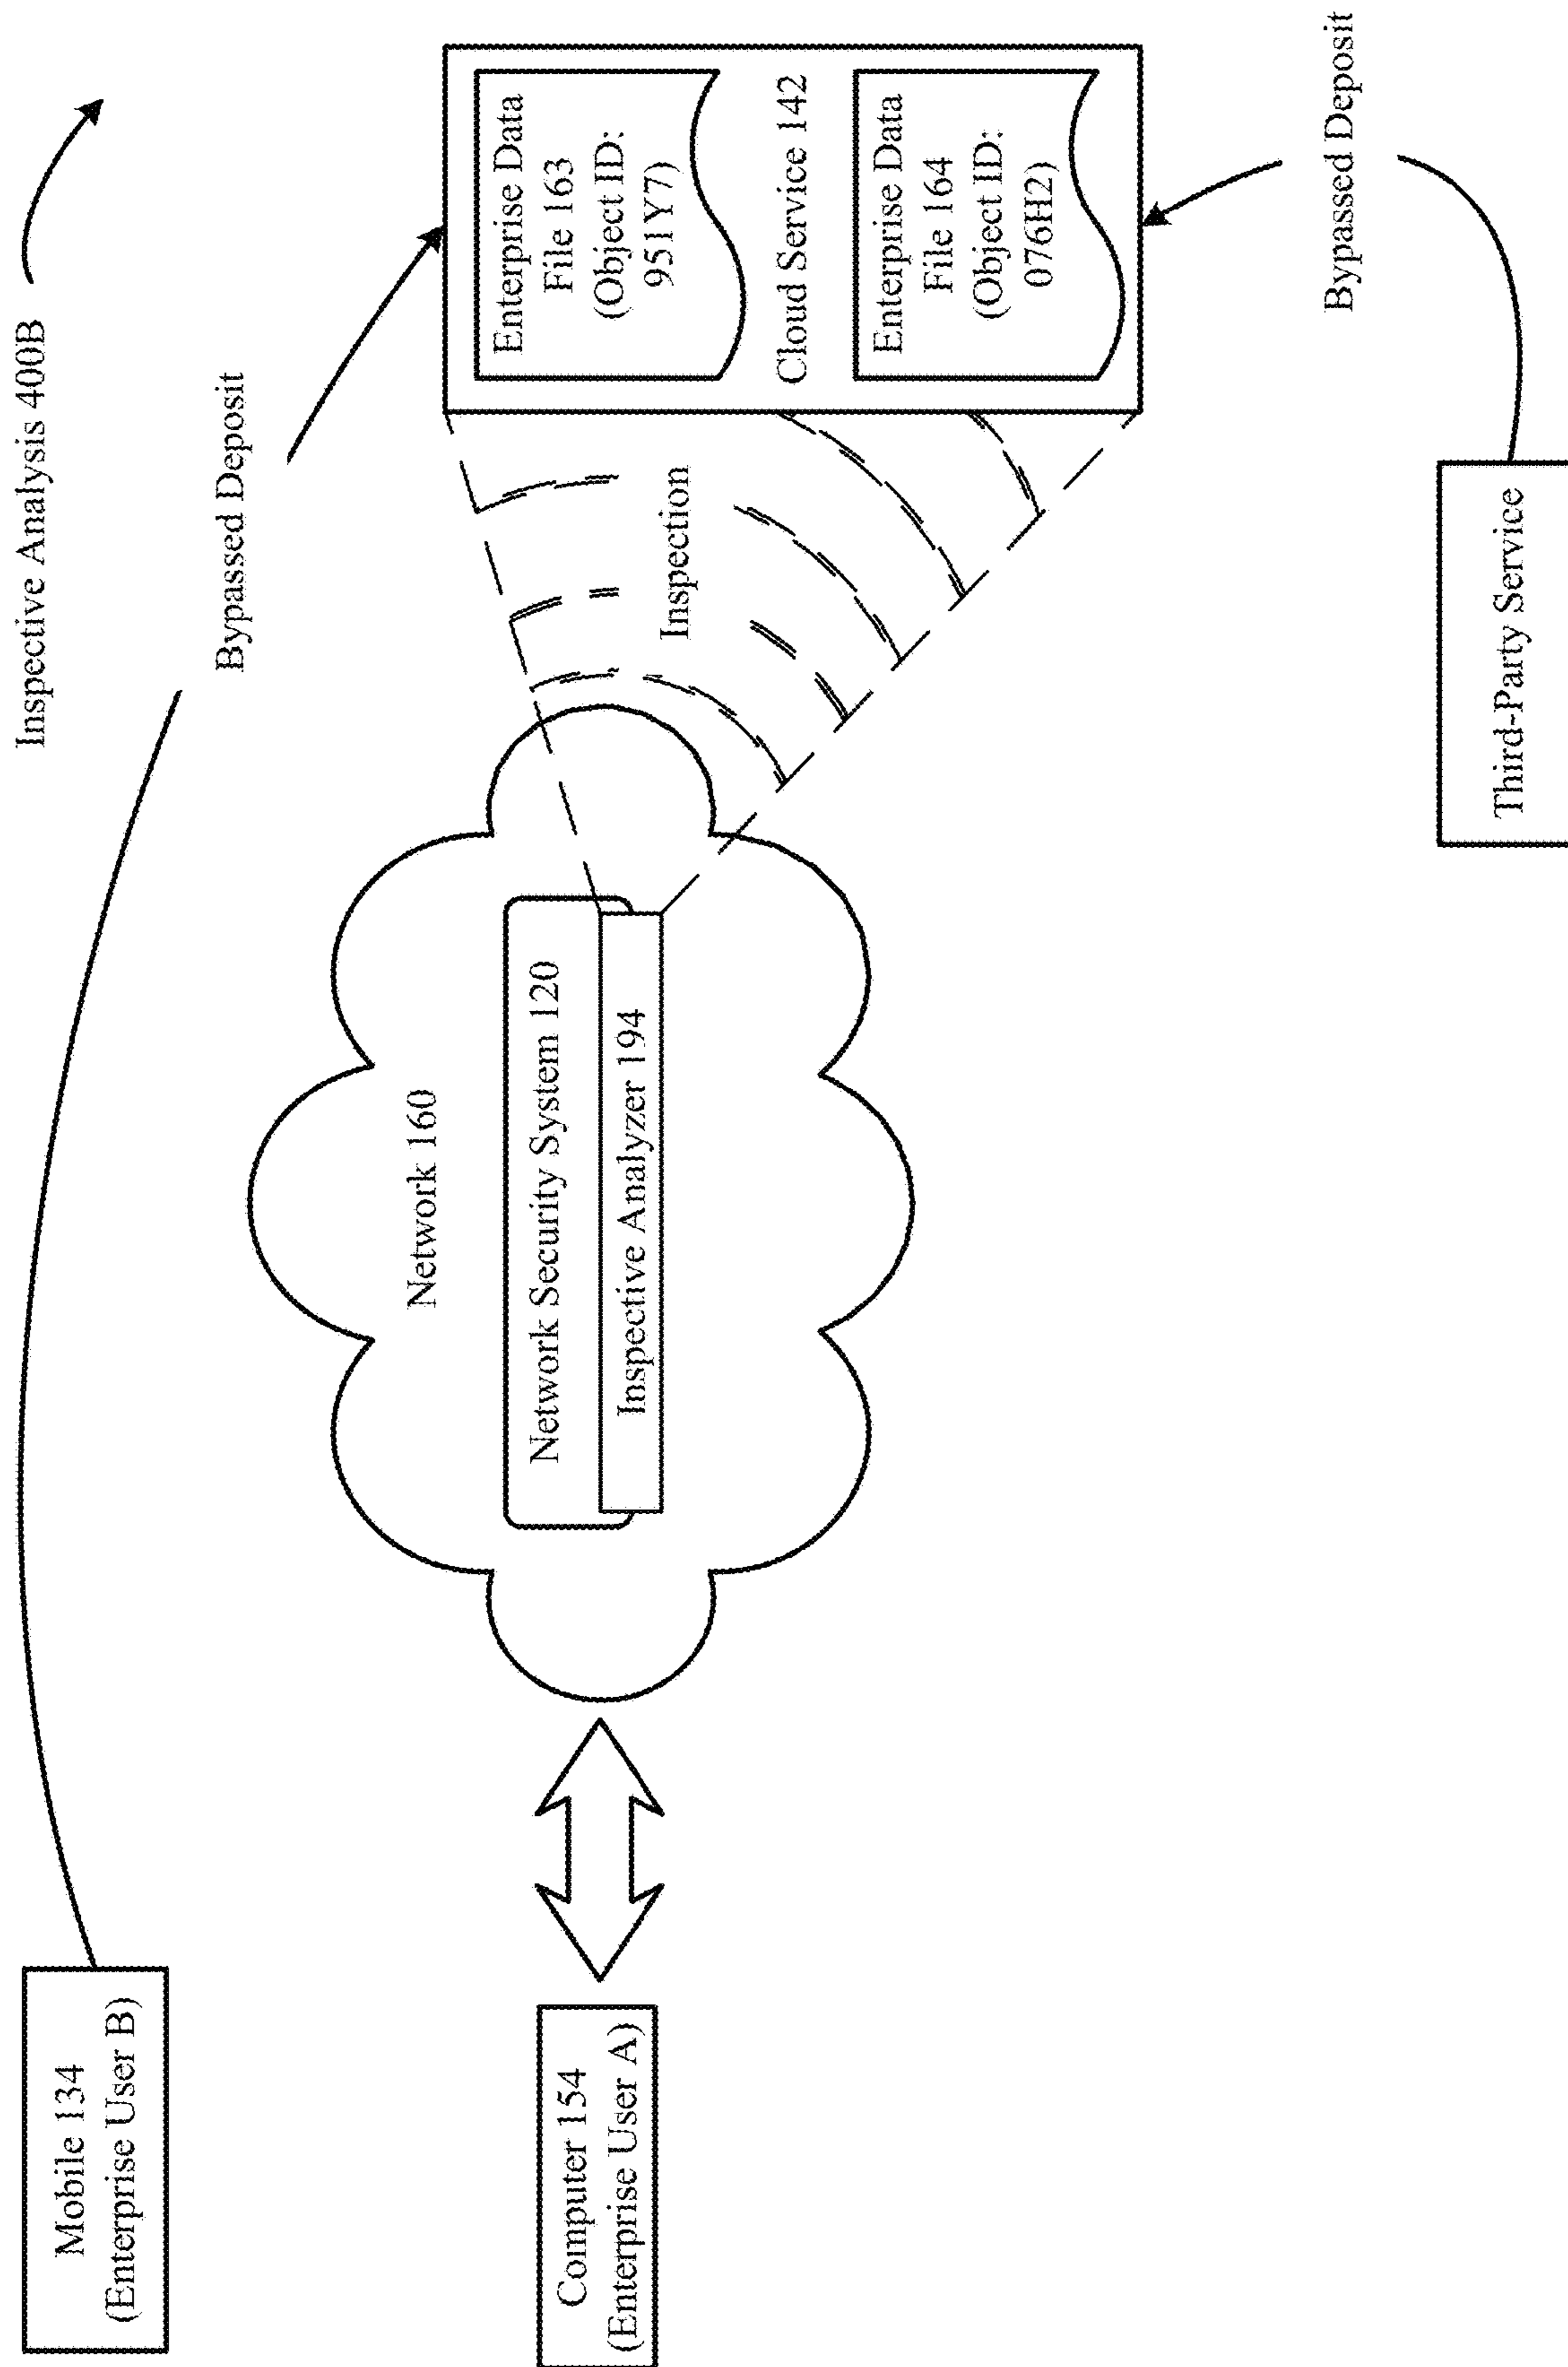 Inspective Analysis 400B
Mobile 134
(Enterprise User B)
Bypassed Deposit
Computer 154
(Enterprise User A)
Network 160
Network Security System 120
Inspective Analyzer 194
Inspection
Enterprise Data
File 163
(Object ID:
951Y7)
Cloud Service 142
Enterprise Data
File 164
(Object ID:
076H2)
Bypassed Deposit
Third-Party Service